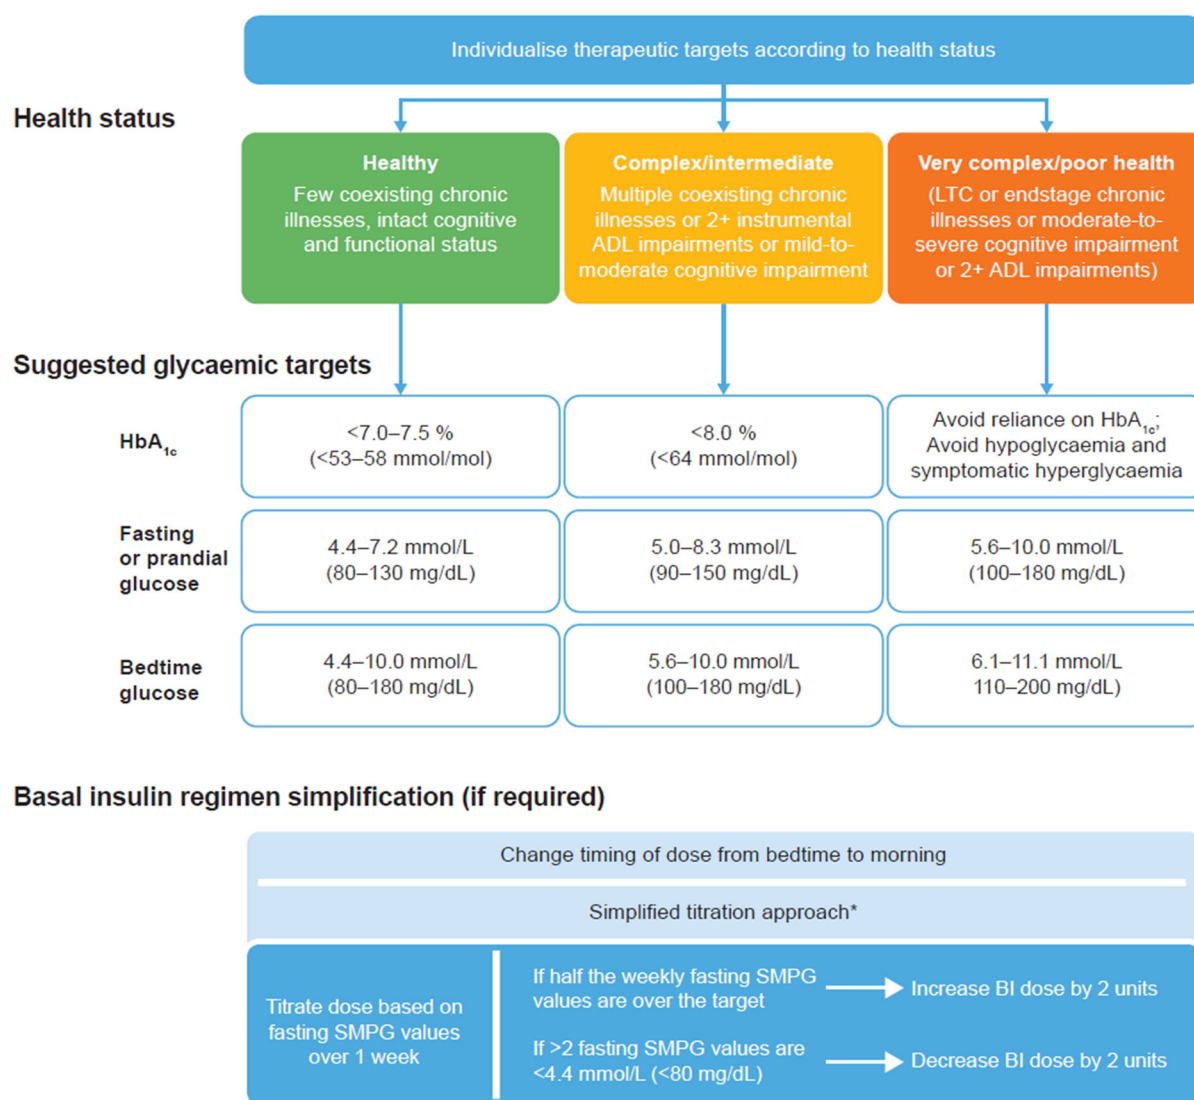 Individualise therapeutic targets according to health status
Health status
Healthy
Few coexisting chronic
illnesses, intact cognitive
and functional status
Complex/intermediate
Multiple coexisting chronic
illnesses or 2+ instrumental
ADL impairments or mild-to-
moderate cognitive impairment
Very complex/poor health
(LTC or endstage chronic
illnesses or moderate-to-
severe cognitive impairment
or 2+ ADL impairments)
Suggested glycaemic targets
HbA1c
<7.0–7.5 %
(<53–58 mmol/mol)
<8.0 %
(<64 mmol/mol)
Avoid reliance on HbA1c;
Avoid hypoglycaemia and
symptomatic hyperglycaemia
Fasting
or prandial
glucose
4.4–7.2 mmol/L
(80–130 mg/dL)
5.0–8.3 mmol/L
(90–150 mg/dL)
5.6–10.0 mmol/L
(100–180 mg/dL)
Bedtime
glucose
4.4–10.0 mmol/L
(80–180 mg/dL)
5.6–10.0 mmol/L
(100–180 mg/dL)
6.1–11.1 mmol/L
110–200 mg/dL)
Basal insulin regimen simplification (if required)
Change timing of dose from bedtime to morning
Simplified titration approach*
Titrate dose based on
fasting SMPG values
over 1 week
If half the weekly fasting SMPG
values are over the target
Increase BI dose by 2 units
If >2 fasting SMPG values are
<4.4 mmol/L (<80 mg/dL)
Decrease BI dose by 2 units